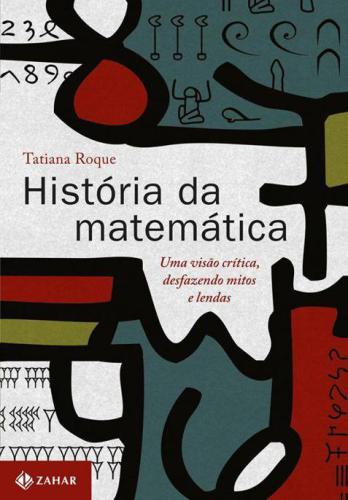 Tatiana Roque
História da
matemática
Uma visão crítica,
desfazendo mitos
e lendas
ZAHAR